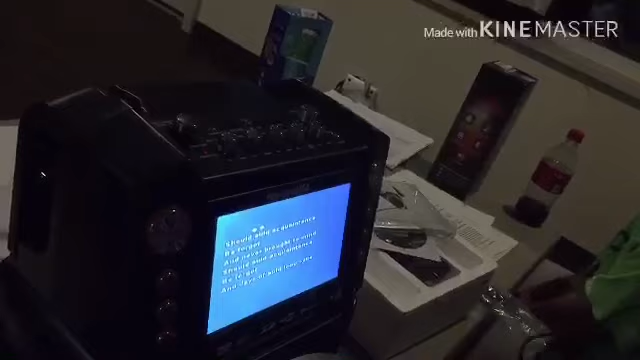 Made with KINEMASTER
Should auld acquaintance
Be forgot
And never brought to mind
Should auld acquaintance
Be forgot
And days of auld lang syne